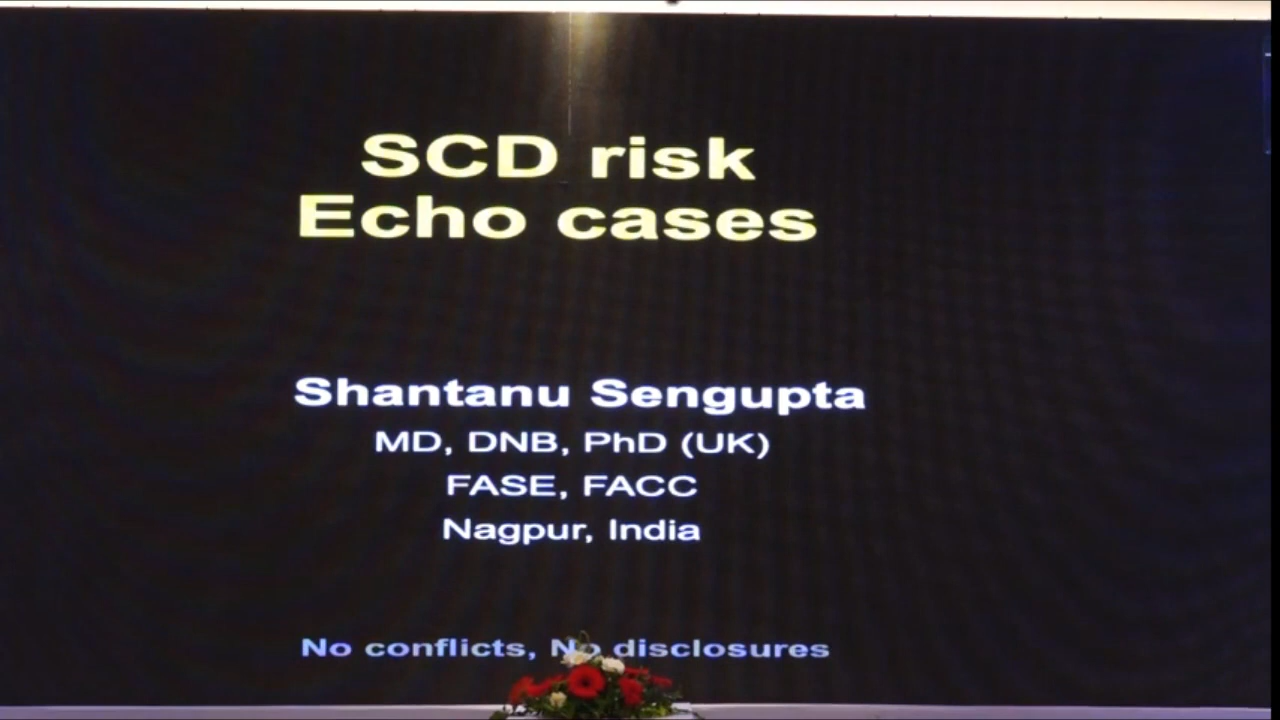 SCD risk
Echo cases
Shantanu Sengupta
MD, DNB, PhD (UK)
FASE, FACC
Nagpur, India
No conflicts, No disclosures